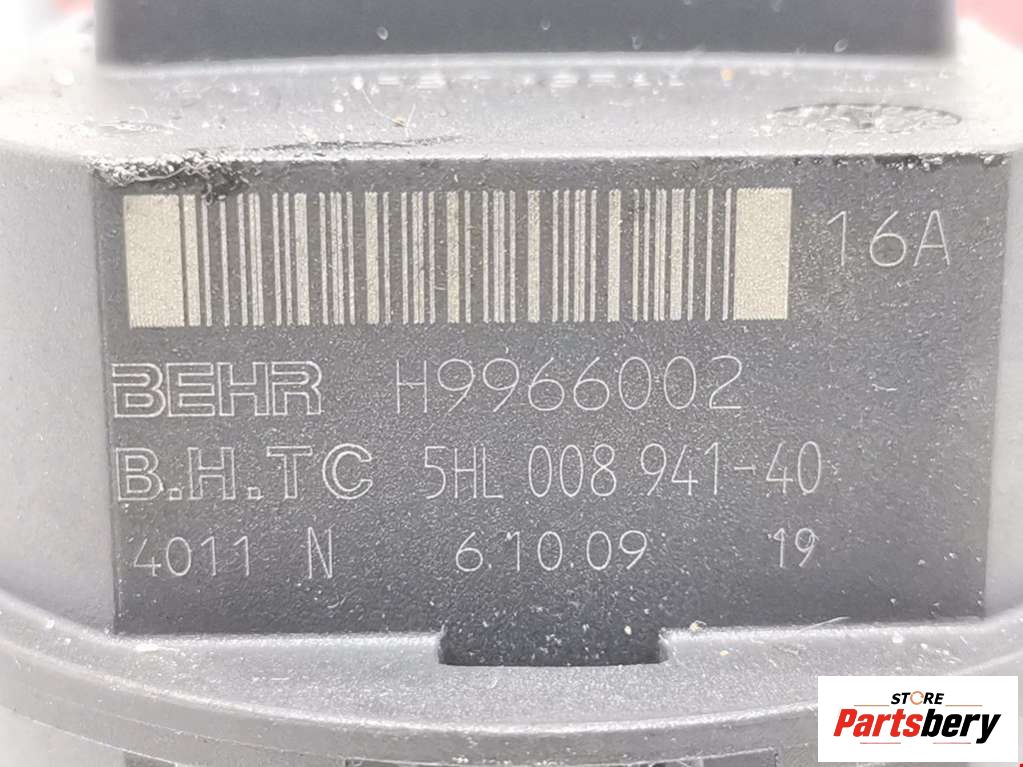 16A
BEHR H9966002
B.H.TC 5HL 008 941-40
4011 N 6.10.09 19
STORE
Partsbery